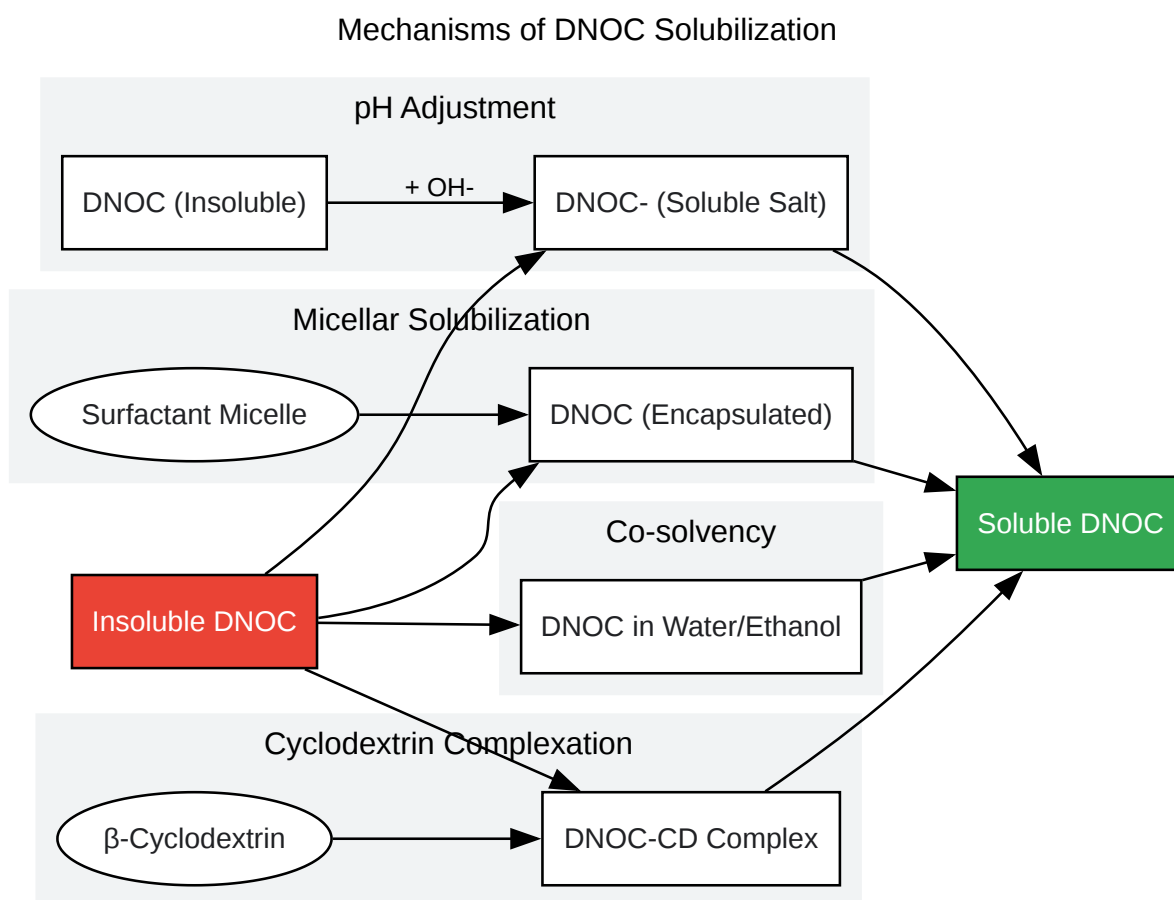 Mechanisms of DNOC Solubilization
pH Adjustment
DNOC (Insoluble)
+ OH-
DNOC- (Soluble Salt)
Micellar Solubilization
Surfactant Micelle
DNOC (Encapsulated)
Soluble DNOC
Co-solvency
Insoluble DNOC
DNOC in Water/Ethanol
Cyclodextrin Complexation
β-Cyclodextrin
DNOC-CD Complex